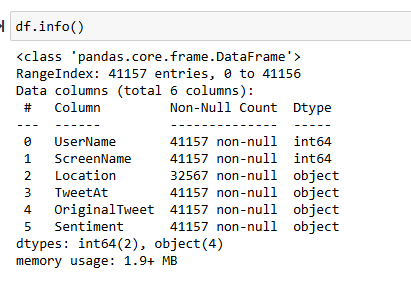 df.info()
<class 'pandas.core.frame.DataFrame'>
RangeIndex: 41157 entries, 0 to 41156
Data columns (total 6 columns):
 #   Column         Non-Null Count  Dtype
---  ------         --------------  -----
 0   UserName       41157 non-null  int64
 1   ScreenName     41157 non-null  int64
 2   Location       32567 non-null  object
 3   TweetAt        41157 non-null  object
 4   OriginalTweet  41157 non-null  object
 5   Sentiment      41157 non-null  object
dtypes: int64(2), object(4)
memory usage: 1.9+ MB